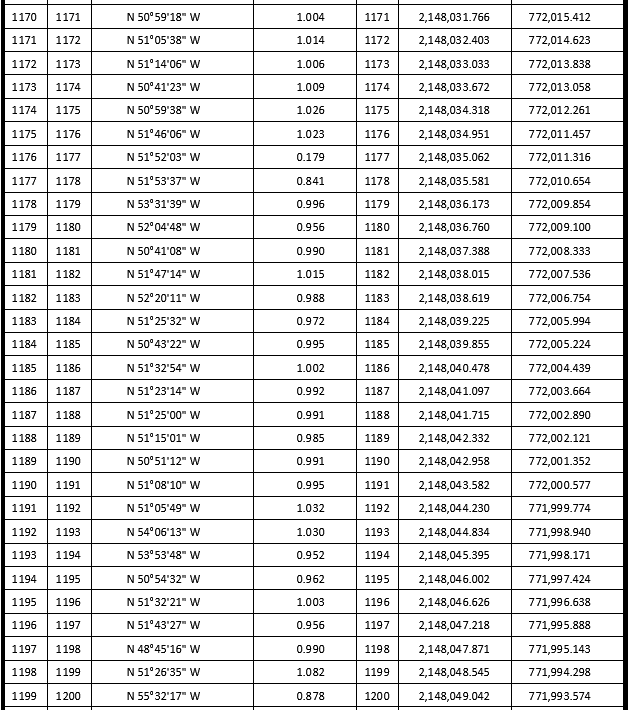 1170 1171 N 50°59'18" W 1.004 1171 2,148,031.766 772,015.412
1171 1172 N 51°05'38" W 1.014 1172 2,148,032.403 772,014.623
1172 1173 N 51°14'06" W 1.006 1173 2,148,033.033 772,013.838
1173 1174 N 50°41'23" W 1.009 1174 2,148,033.672 772,013.058
1174 1175 N 50°59'38" W 1.026 1175 2,148,034.318 772,012.261
1175 1176 N 51°46'06" W 1.023 1176 2,148,034.951 772,011.457
1176 1177 N 51°52'03" W 0.179 1177 2,148,035.062 772,011.316
1177 1178 N 51°53'37" W 0.841 1178 2,148,035.581 772,010.654
1178 1179 N 53°31'39" W 0.996 1179 2,148,036.173 772,009.854
1179 1180 N 52°04'48" W 0.956 1180 2,148,036.760 772,009.100
1180 1181 N 50°41'08" W 0.990 1181 2,148,037.388 772,008.333
1181 1182 N 51°47'14" W 1.015 1182 2,148,038.015 772,007.536
1182 1183 N 52°20'11" W 0.988 1183 2,148,038.619 772,006.754
1183 1184 N 51°25'32" W 0.972 1184 2,148,039.225 772,005.994
1184 1185 N 50°43'22" W 0.995 1185 2,148,039.855 772,005.224
1185 1186 N 51°32'54" W 1.002 1186 2,148,040.478 772,004.439
1186 1187 N 51°23'14" W 0.992 1187 2,148,041.097 772,003.664
1187 1188 N 51°25'00" W 0.991 1188 2,148,041.715 772,002.890
1188 1189 N 51°15'01" W 0.985 1189 2,148,042.332 772,002.121
1189 1190 N 50°51'12" W 0.991 1190 2,148,042.958 772,001.352
1190 1191 N 51°08'10" W 0.995 1191 2,148,043.582 772,000.577
1191 1192 N 51°05'49" W 1.032 1192 2,148,044.230 771,999.774
1192 1193 N 54°06'13" W 1.030 1193 2,148,044.834 771,998.940
1193 1194 N 53°53'48" W 0.952 1194 2,148,045.395 771,998.171
1194 1195 N 50°54'32" W 0.962 1195 2,148,046.002 771,997.424
1195 1196 N 51°32'21" W 1.003 1196 2,148,046.626 771,996.638
1196 1197 N 51°43'27" W 0.956 1197 2,148,047.218 771,995.888
1197 1198 N 48°45'16" W 0.990 1198 2,148,047.871 771,995.143
1198 1199 N 51°26'35" W 1.082 1199 2,148,048.545 771,994.298
1199 1200 N 55°32'17" W 0.878 1200 2,148,049.042 771,993.574